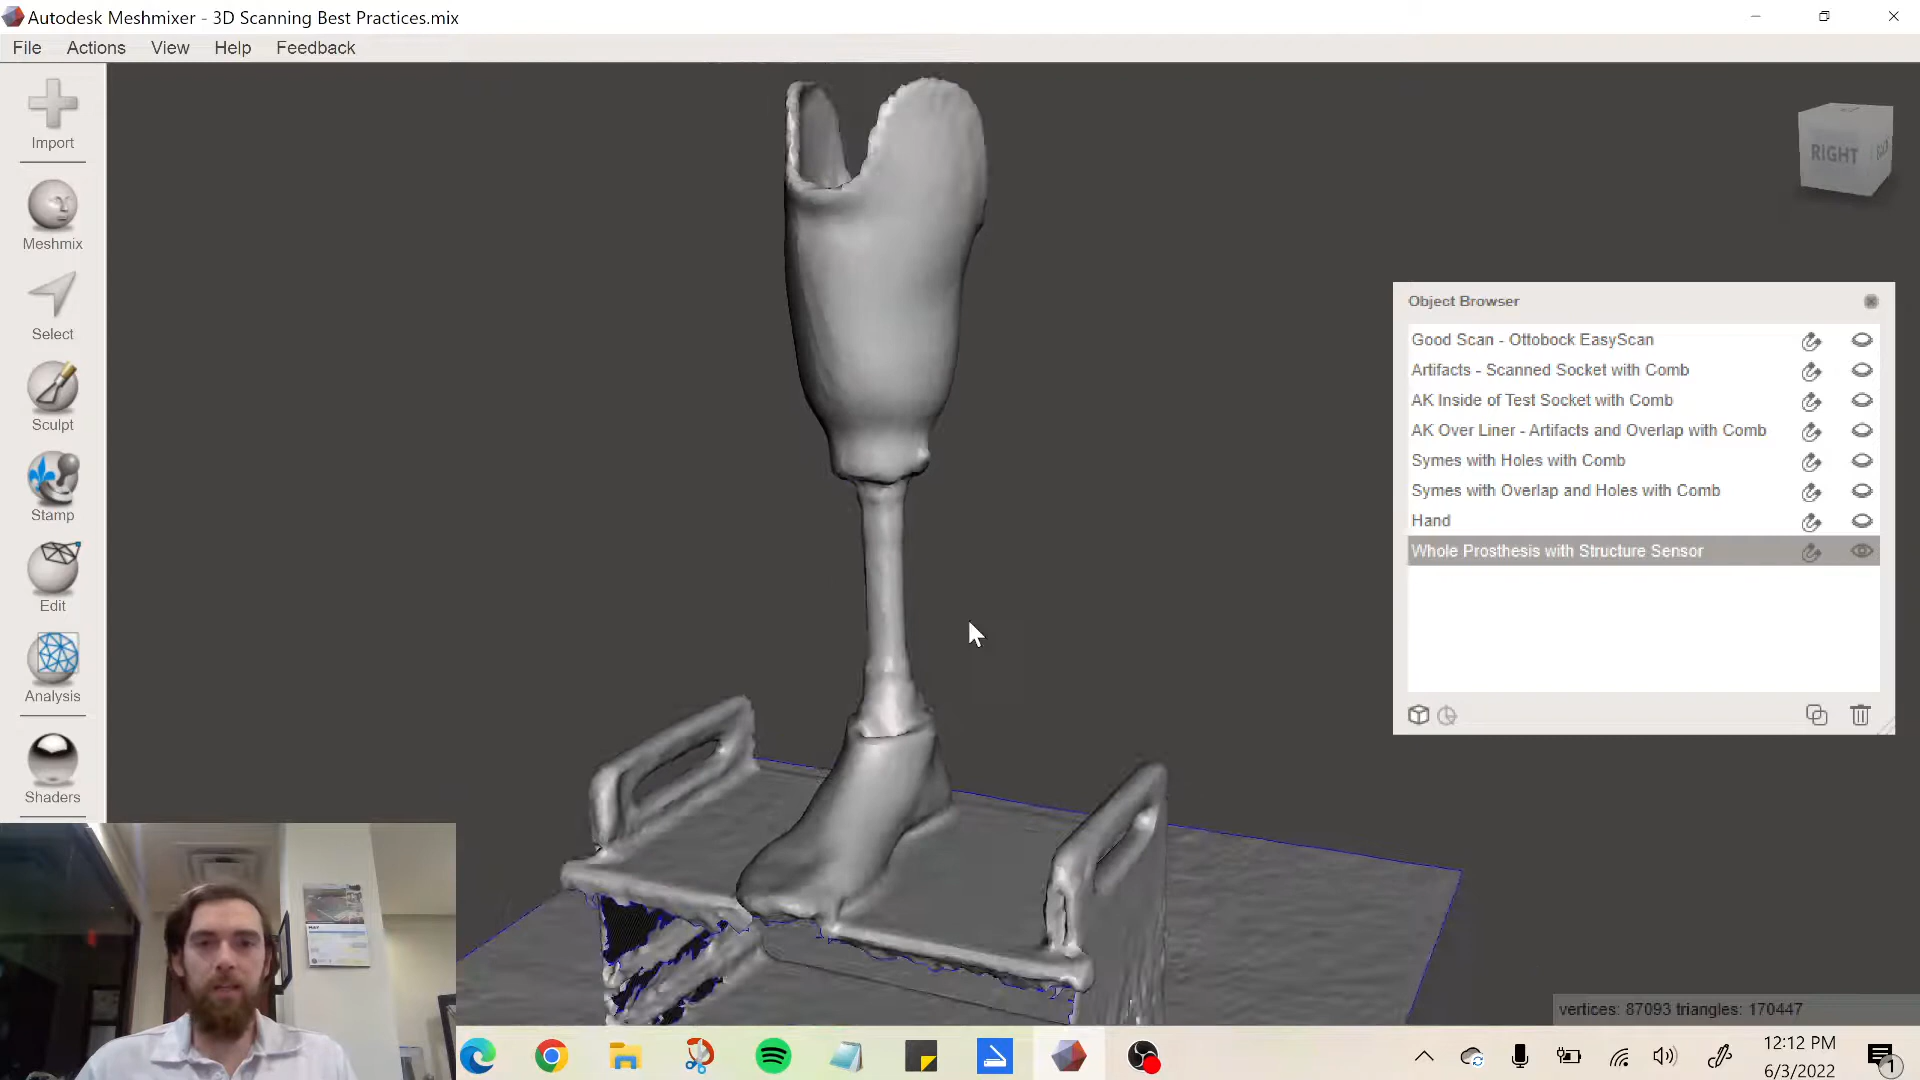 Autodesk Meshmixer - 3D Scanning Best Practices.mix
File Actions View Help Feedback
Import
Meshmix
Select
Sculpt
Stamp
Edit
Analysis
Shaders
RIGHT
Object Browser
Good Scan - Ottobock EasyScan
Artifacts - Scanned Socket with Comb
AK Inside of Test Socket with Comb
AK Over Liner - Artifacts and Overlap with Comb
Symes with Holes with Comb
Symes with Overlap and Holes with Comb
Hand
Whole Prosthesis with Structure Sensor
vertices: 87093 triangles: 170447
12:12 PM
6/3/2022
1